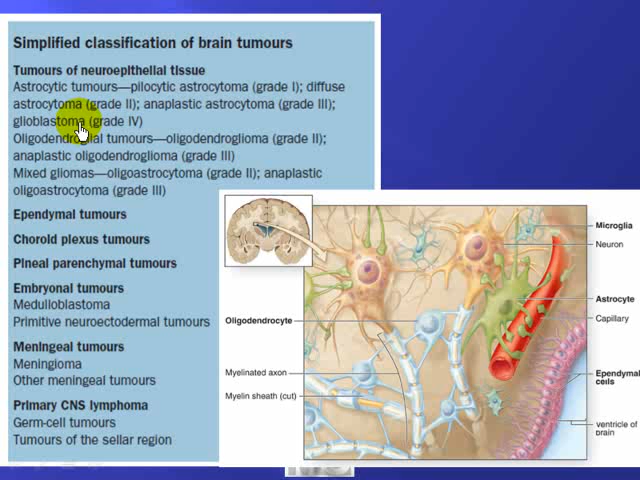 Simplified classification of brain tumours
Tumours of neuroepithelial tissue
Astrocytic tumours—pilocytic astrocytoma (grade I); diffuse
astrocytoma (grade II); anaplastic astrocytoma (grade III);
glioblastoma (grade IV)
Oligodendroglial tumours—oligodendroglioma (grade II);
anaplastic oligodendroglioma (grade III)
Mixed gliomas—oligoastrocytoma (grade II); anaplastic
oligoastrocytoma (grade III)
Ependymal tumours
Choroid plexus tumours
Pineal parenchymal tumours
Embryonal tumours
Medulloblastoma
Primitive neuroectodermal tumours
Meningeal tumours
Meningioma
Other meningeal tumours
Primary CNS lymphoma
Germ-cell tumours
Tumours of the sellar region
Microglia
Neuron
Astrocyte
Oligodendrocyte
Capillary
Myelinated axon
Ependymal
cells
Myelin sheath (cut)
ventricle of
brain